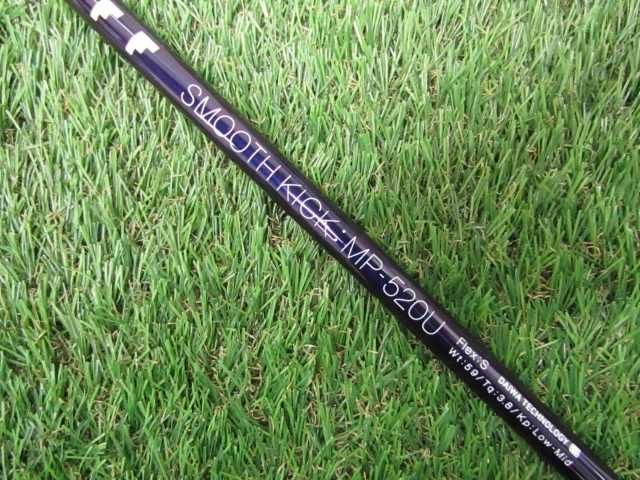 SMOOTH KICK: MP-520U
Flex:S DAIWA TECHNOLOGY
Wt:59/Tq:3.8/Kp:Low-Mid